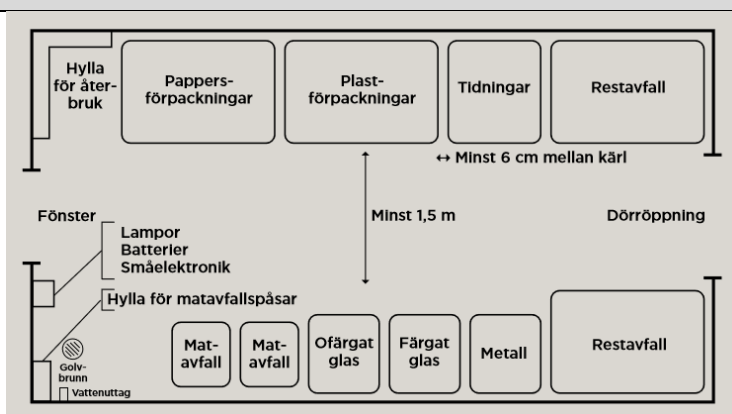 Hylla
för åter-
bruk
Pappers-
förpackningar
Plast-
förpackningar
Tidningar
Restavfall
↔ Minst 6 cm mellan kärl
Fönster
Minst 1,5 m
Dörröppning
Lampor
Batterier
Småelektronik
Hylla för matavfallspåsar
Golv-
brunn
Vattenuttag
Mat-
avfall
Mat-
avfall
Ofärgat
glas
Färgat
glas
Metall
Restavfall